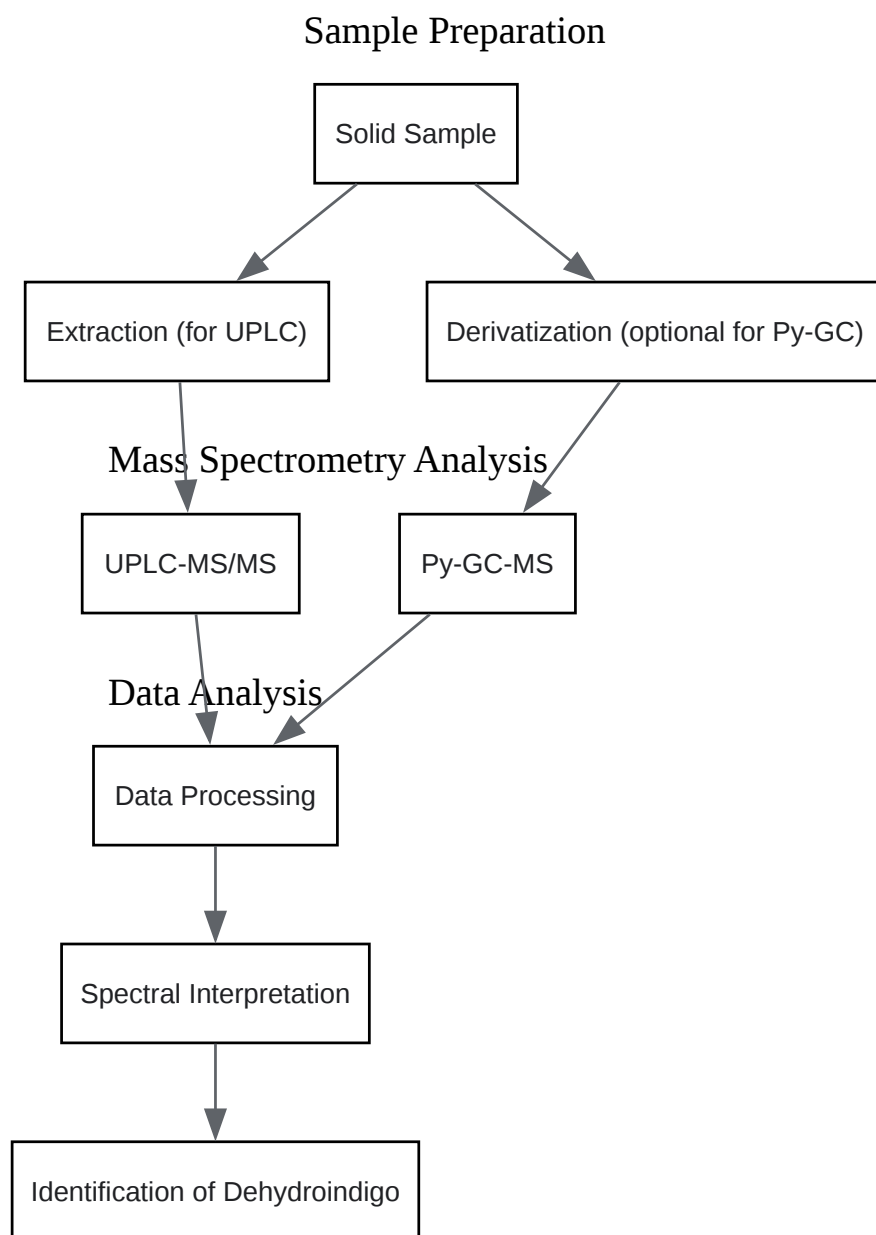 Sample Preparation
Solid Sample
Extraction (for UPLC)
Derivatization (optional for Py-GC)
Mass Spectrometry Analysis
UPLC-MS/MS
Py-GC-MS
Data Analysis
Data Processing
Spectral Interpretation
Identification of Dehydroindigo